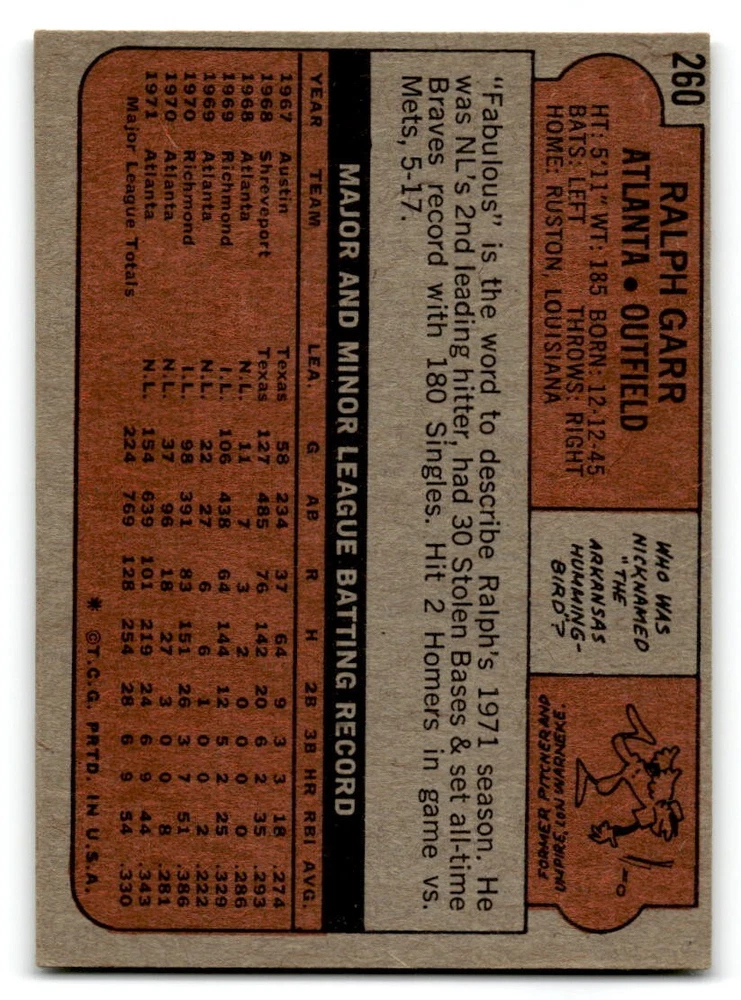 260
RALPH GARR
ATLANTA • OUTFIELD
HT: 5'11" WT: 185 BORN: 12-12-45
BATS: LEFT THROWS: RIGHT
HOME: RUSTON, LOUISIANA
WHO WAS
NICKNAMED
"THE
ARKANSAS
HUMMING-
BIRD"?
UMPIRE, LON WARNEKE.
FORMER PITCHER AND
"Fabulous" is the word to describe Ralph's 1971 season. He
was NL's 2nd leading hitter, had 30 Stolen Bases & set all-time
Braves record with 180 Singles. Hit 2 Homers in game vs.
Mets, 5-17.
MAJOR AND MINOR LEAGUE BATTING RECORD
YEAR TEAM LEA. G AB R H 2B 3B HR RBI AVG.
1967 Austin Texas 58 234 37 64 9 3 3 18 .274
1968 Shreveport Texas 127 485 76 142 20 6 2 35 .293
1968 Atlanta N.L. 11 7 3 2 0 0 0 0 .286
1969 Richmond I.L. 106 438 64 144 12 5 2 25 .329
1969 Atlanta N.L. 22 27 6 6 1 0 0 2 .222
1970 Richmond I.L. 98 391 83 151 26 3 7 51 .386
1970 Atlanta N.L. 37 96 18 27 3 0 0 8 .281
1971 Atlanta N.L. 154 639 101 219 24 6 9 44 .343
Major League Totals 224 769 128 254 28 6 9 54 .330
* ©T.C.G. PRTD. IN U.S.A.